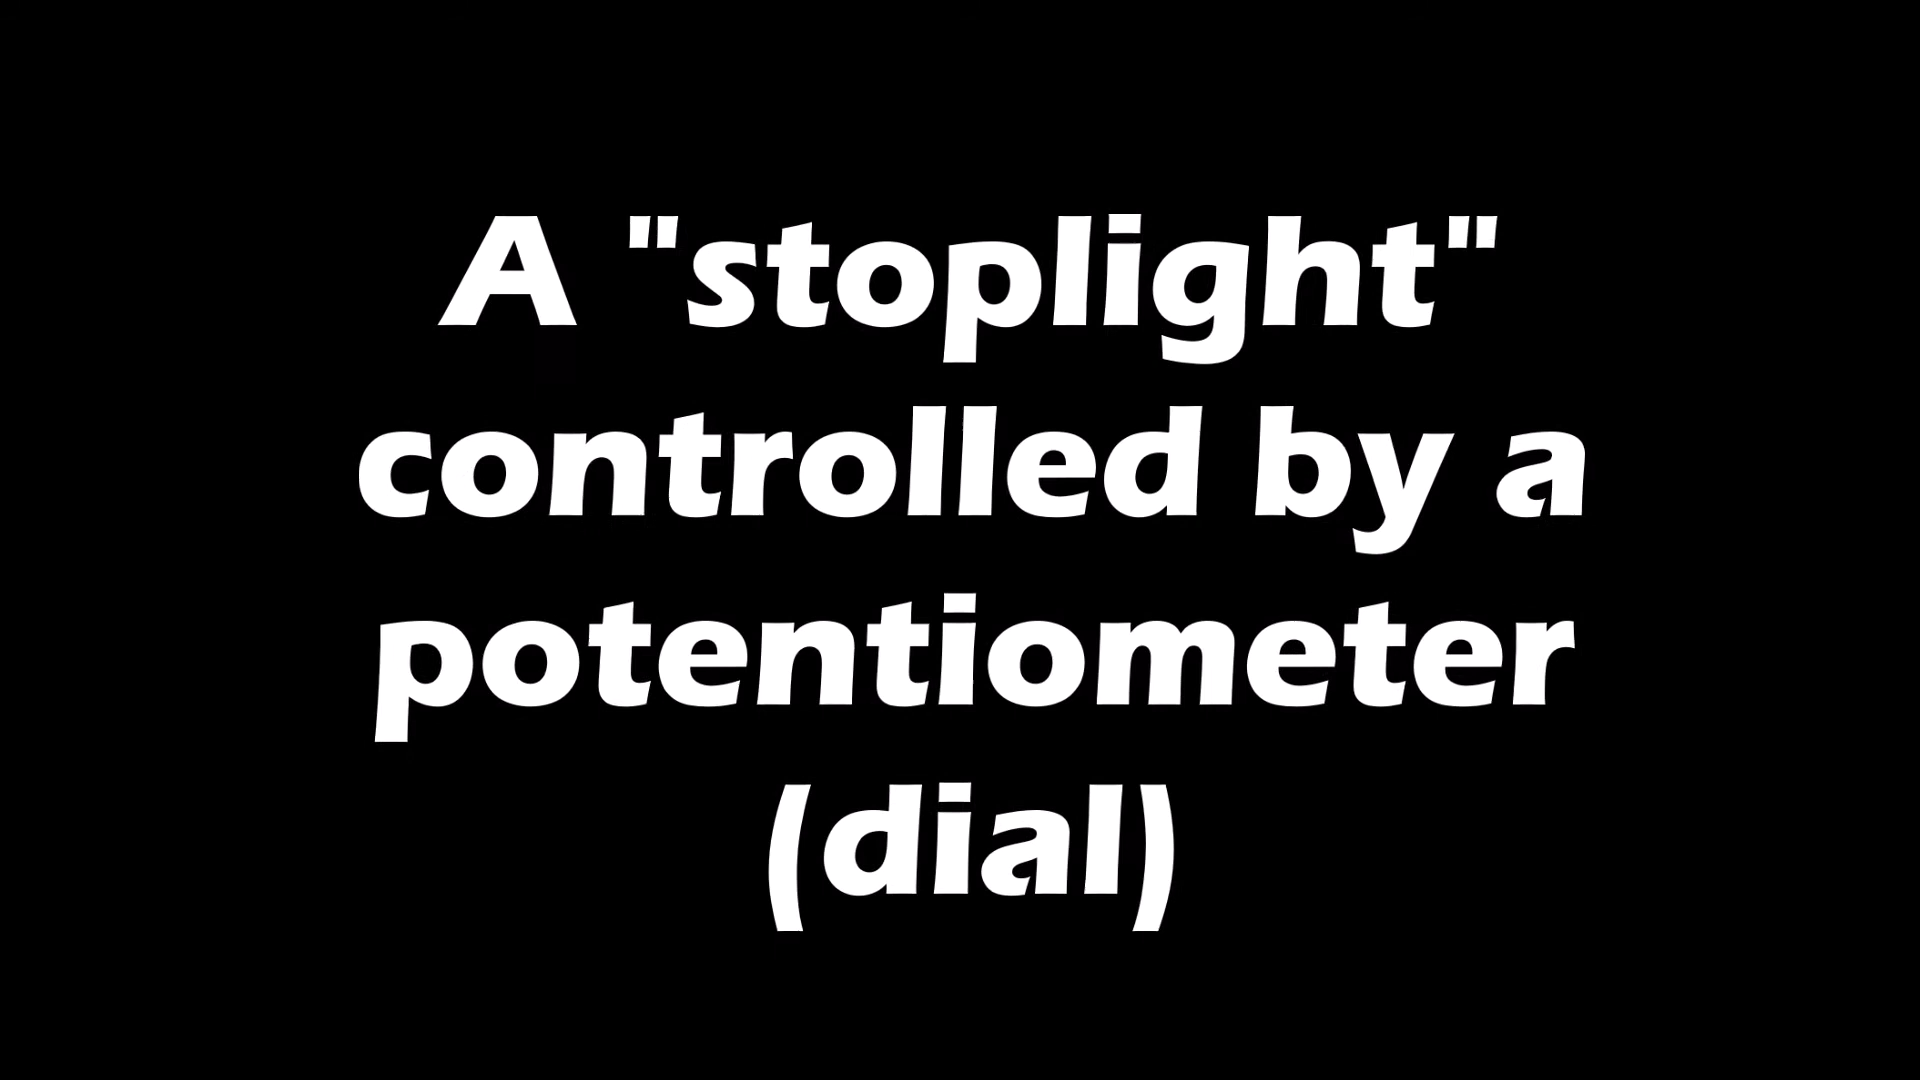 A "stoplight"
controlled by a
potentiometer
(dial)